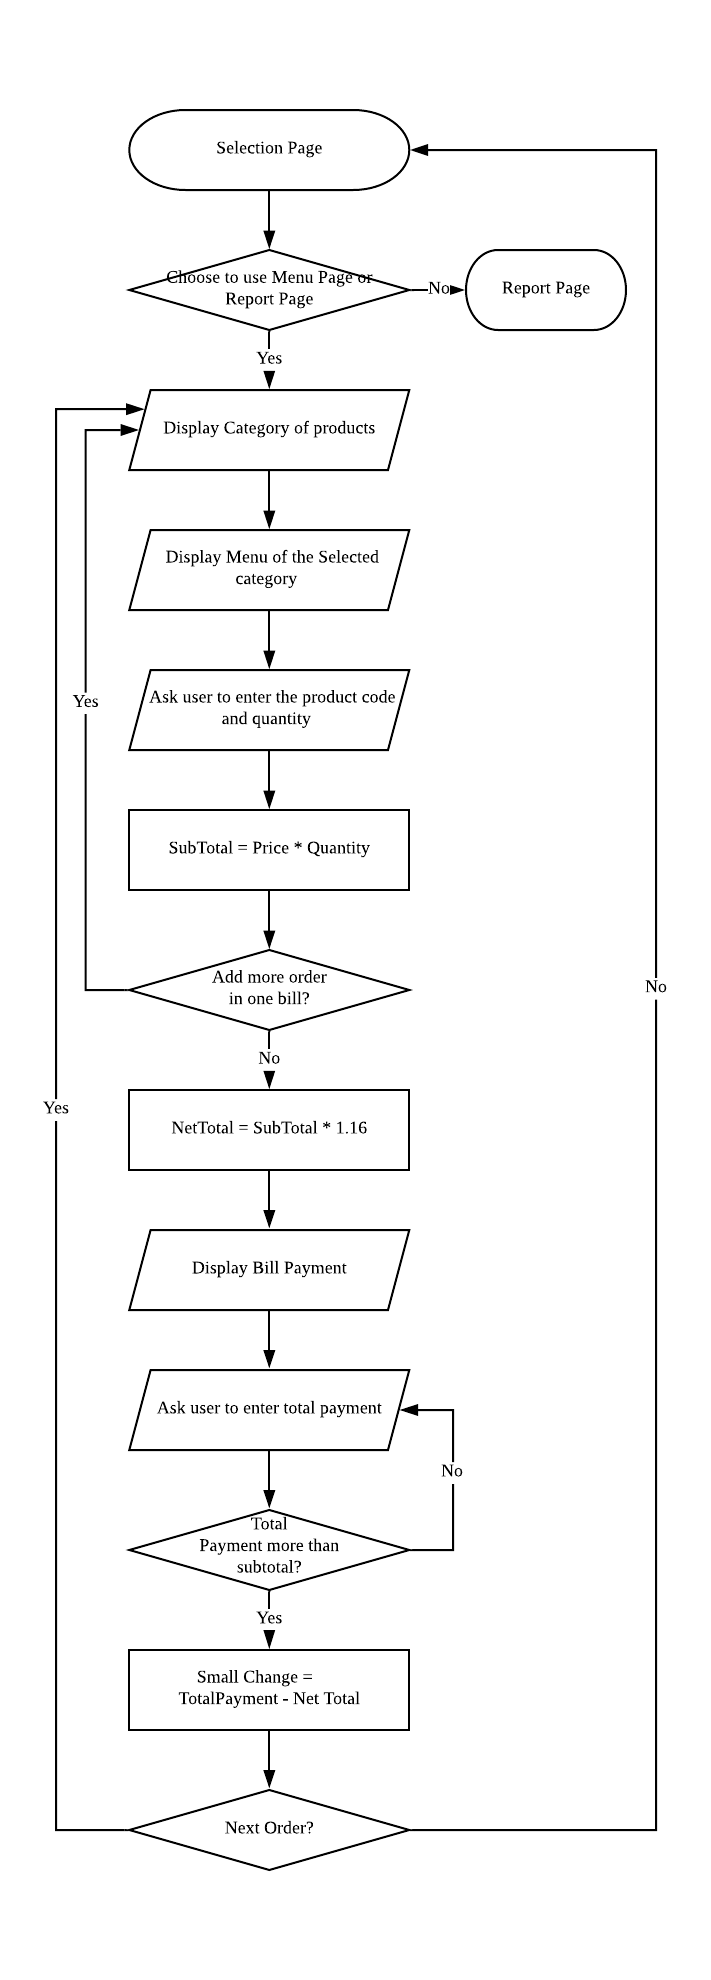 Selection Page
Choose to use Menu Page or
Report Page
No
Report Page
Yes
Display Category of products
Display Menu of the Selected
category
Ask user to enter the product code
and quantity
Yes
SubTotal = Price * Quantity
Add more order
in one bill?
No
No
Yes
NetTotal = SubTotal * 1.16
Display Bill Payment
Ask user to enter total payment
No
Total
Payment more than
subtotal?
Yes
Small Change =
TotalPayment - Net Total
Next Order?